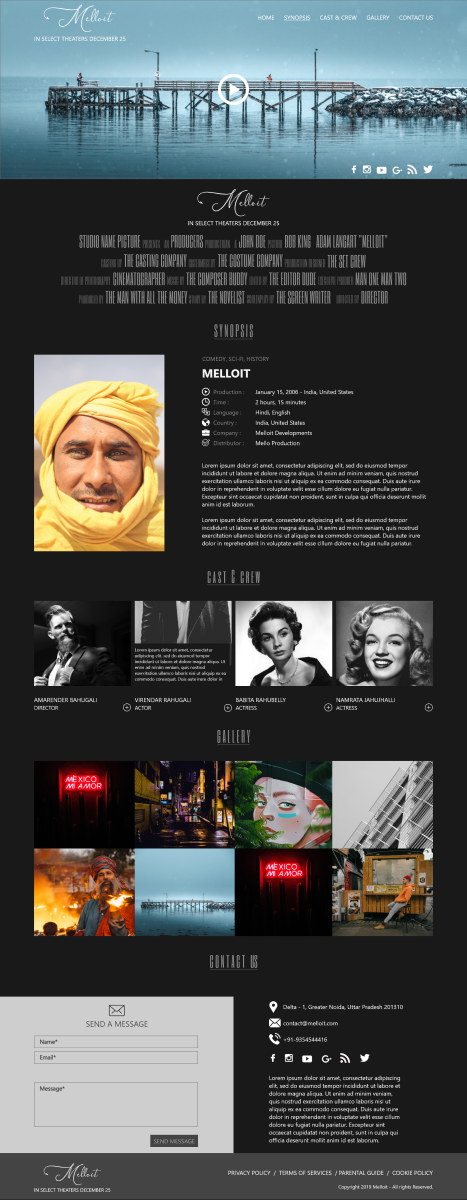 Melloit
IN SELECT THEATERS DECEMBER 25
HOME SYNOPSIS CAST & CREW GALLERY CONTACT US
Melloit
IN SELECT THEATERS DECEMBER 25
STUDIO NAME PICTURE PRESENTS AN PRODUCERS PRODUCTION A JOHN DOE PICTURE BOB KING ADAM LANGART "MELLOIT"
CASTING BY THE CASTING COMPANY COSTUMES BY THE COSTUME COMPANY PRODUCTION DESIGNER THE SET CREW
DIRECTOR OF PHOTOGRAPHY CINEMATOGRAPHER MUSIC BY THE COMPOSER BUDDY EDITED BY THE EDITOR DUDE EXECUTIVE PRODUCER MAN ONE MAN TWO
PRODUCED BY THE MAN WITH ALL THE MONEY STORY BY THE NOVELIST SCREENPLAY BY THE SCREEN WRITER DIRECTED BY DIRECTOR
SYNOPSIS
COMEDY, SCI-FI, HISTORY
MELLOIT
Production : January 15, 2006 - India, United States
Time : 2 hours, 15 minutes
Language : Hindi, English
Country : India, United States
Company : Melloit Developments
Distributor : Mello Production
Lorem ipsum dolor sit amet, consectetur adipiscing elit, sed do eiusmod tempor
incididunt ut labore et dolore magna aliqua. Ut enim ad minim veniam, quis nostrud
exercitation ullamco laboris nisi ut aliquip ex ea commodo consequat. Duis aute irure
dolor in reprehenderit in voluptate velit esse cillum dolore eu fugiat nulla pariatur.
Excepteur sint occaecat cupidatat non proident, sunt in culpa qui officia deserunt mollit
anim id est laborum.
Lorem ipsum dolor sit amet, consectetur adipiscing elit, sed do eiusmod tempor
incididunt ut labore et dolore magna aliqua. Ut enim ad minim veniam, quis nostrud
exercitation ullamco laboris nisi ut aliquip ex ea commodo consequat. Duis aute irure
dolor in reprehenderit in voluptate velit esse cillum dolore eu fugiat nulla pariatur.
CAST & CREW
Lorem ipsum dolor sit amet, consectetur
adipiscing elit, sed do eiusmod tempor
incididunt ut labore et dolore magna aliqua. Ut
enim ad minim veniam, quis nostrud
exercitation ullamco laboris nisi ut aliquip ex ea
commodo consequat. Duis aute irure dolor in
AMARENDER BAHUGALI
DIRECTOR
VIRENDAR RAHUGALI
ACTOR
BABITA RAHUBELLY
ACTRESS
NAMRATA JAHUJHALLI
ACTRESS
GALLERY
MEXICO
MI AMOR
MEXICO
MI AMOR
CONTACT US
SEND A MESSAGE
Name*
Email*
Message*
SEND MESSAGE
Delta - 1, Greater Noida, Uttar Pradesh 201310
contact@melloit.com
+91-9354544416
Lorem ipsum dolor sit amet, consectetur adipiscing elit,
sed do eiusmod tempor incididunt ut labore et dolore
magna aliqua. Ut enim ad minim veniam, quis nostrud
exercitation ullamco laboris nisi ut aliquip ex ea
commodo consequat. Duis aute irure dolor in
reprehenderit in voluptate velit esse cillum dolore eu
fugiat nulla pariatur. Excepteur sint occaecat
cupidatat non proident, sunt in culpa qui
officia deserunt mollit anim id est laborum.
Melloit
IN SELECT THEATERS DECEMBER 25
PRIVACY POLICY / TERMS OF SERVICES / PARENTAL GUIDE / COOKIE POLICY
Copyright 2019 Melloit - All rights Reserved.